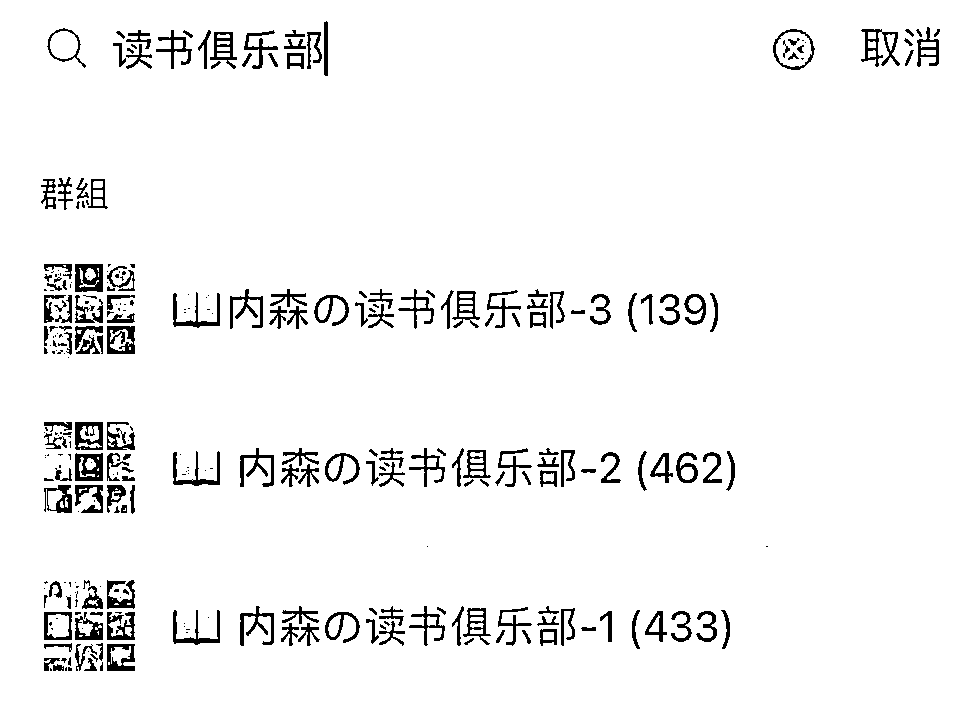 读书俱乐部 取消
群組
📖内森の读书俱乐部-3 (139)
📖 内森の读书俱乐部-2 (462)
📖 内森の读书俱乐部-1 (433)